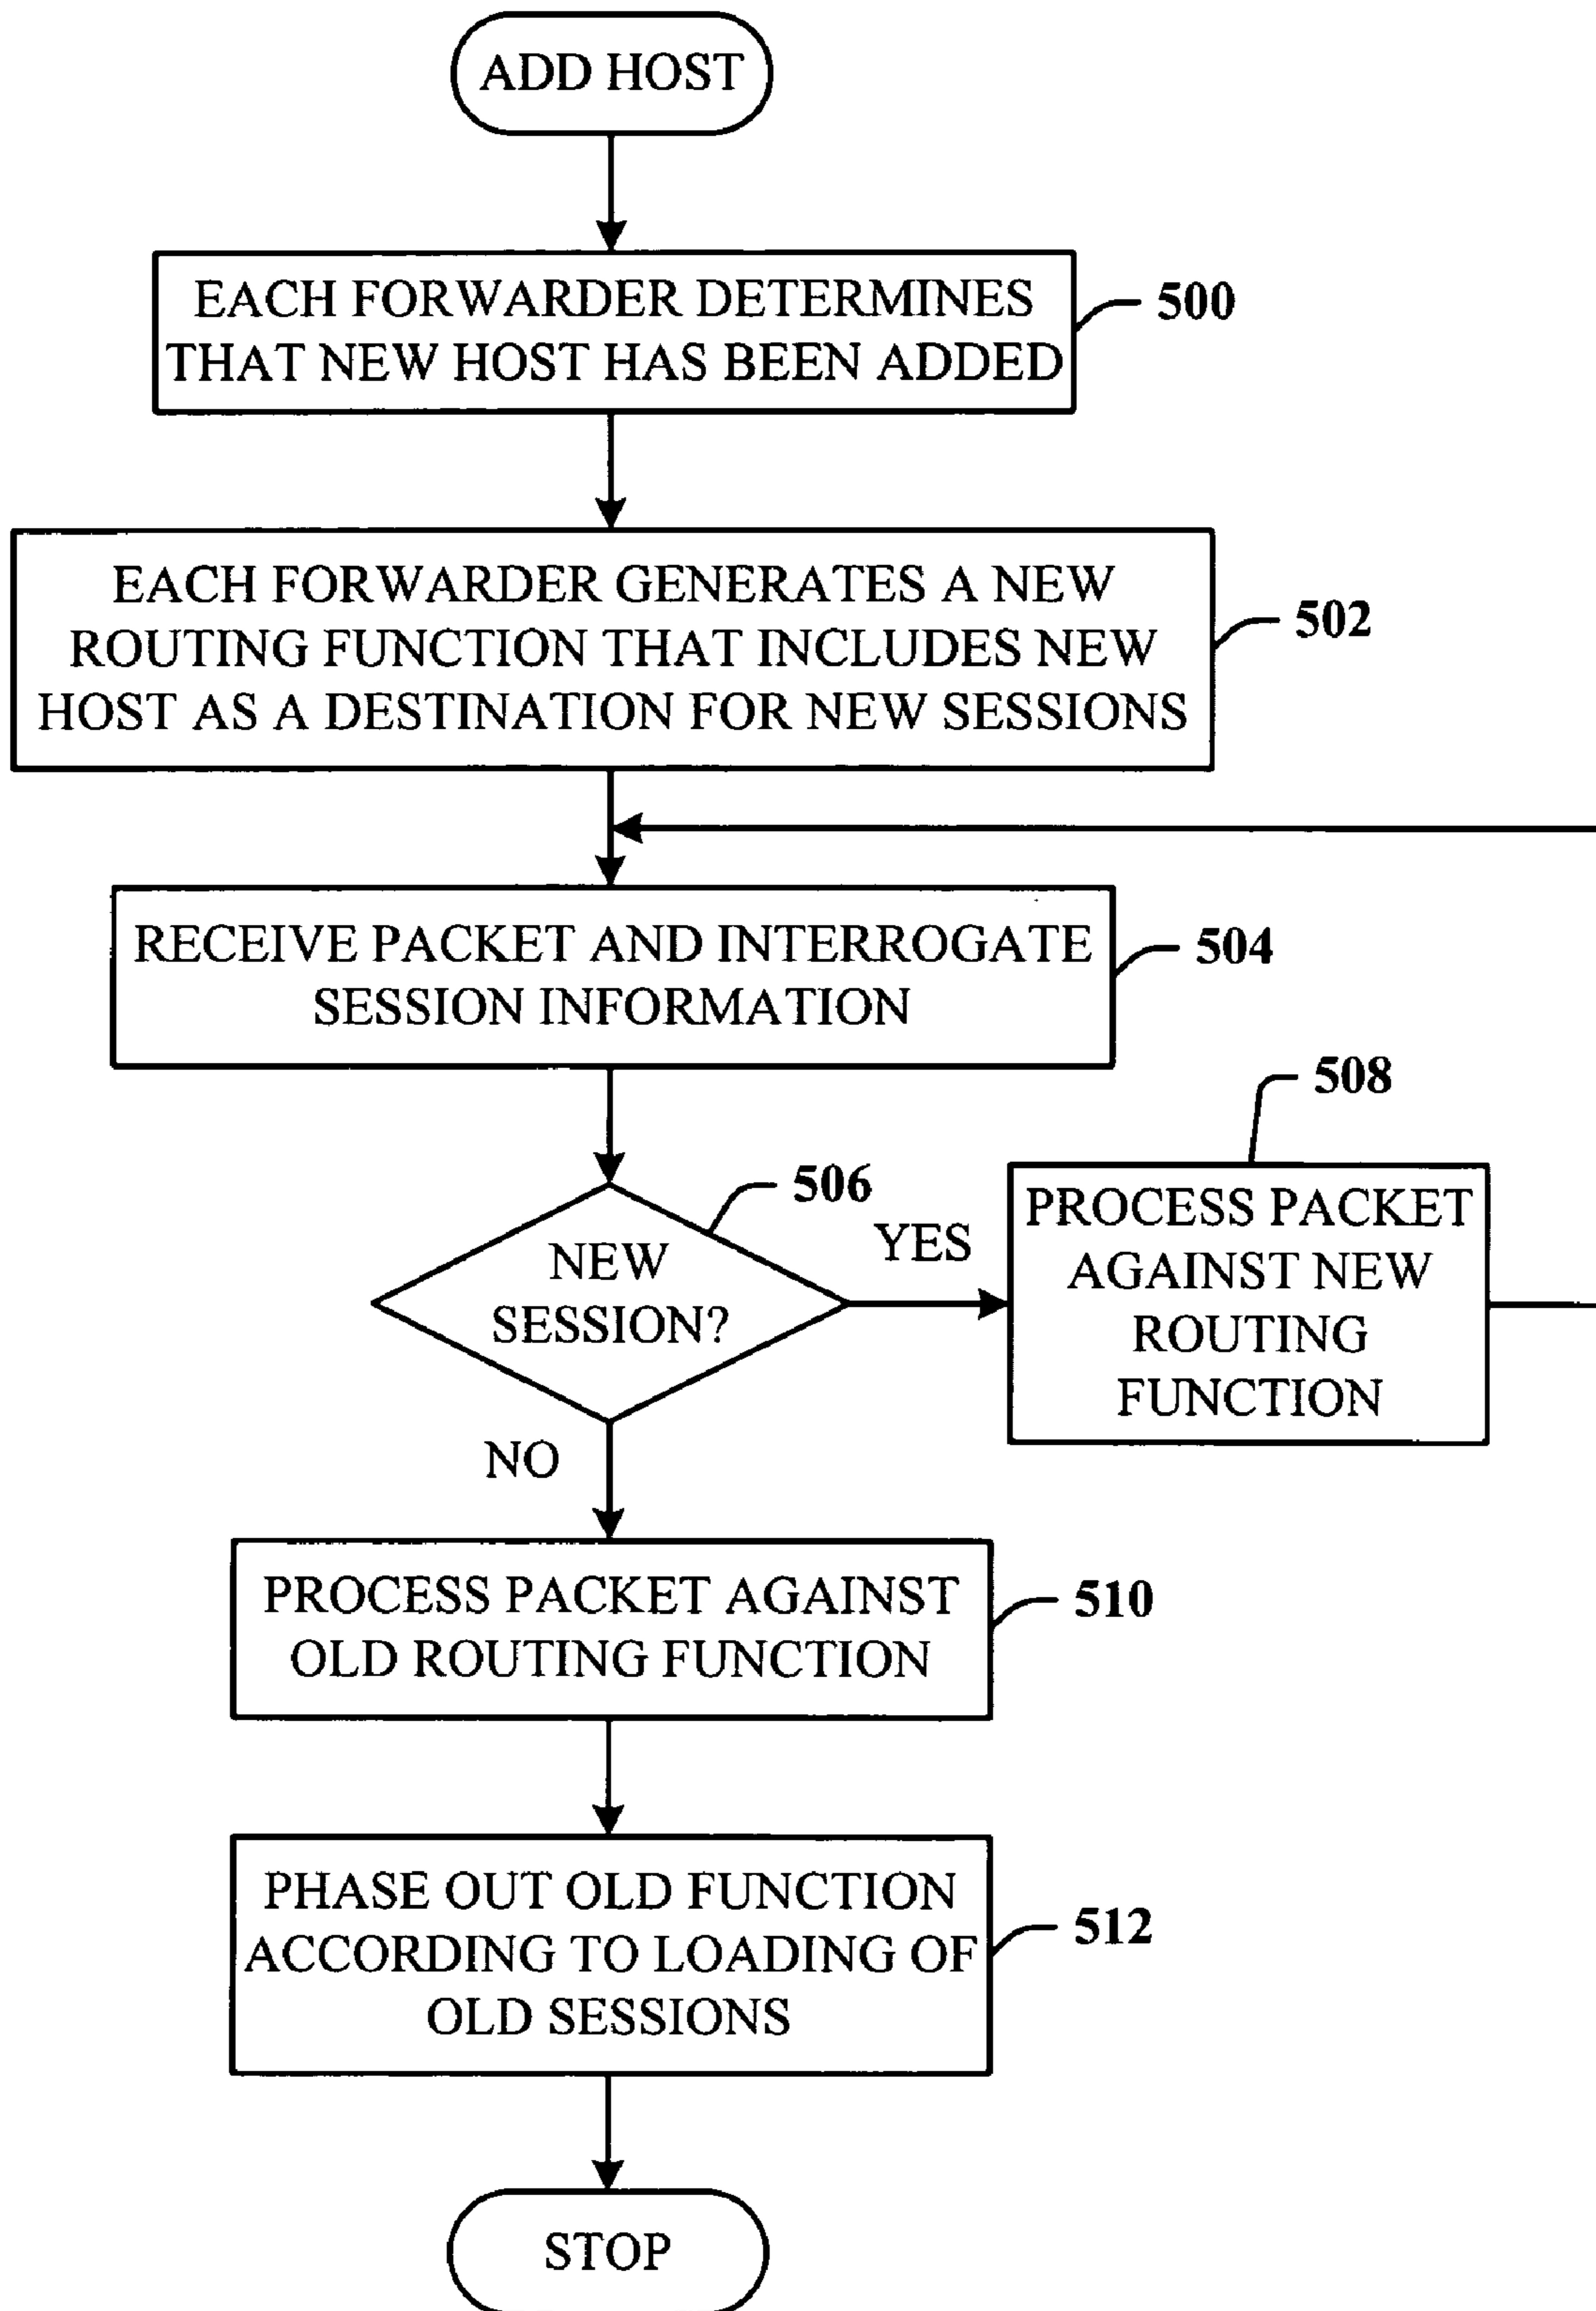 ADD HOST
EACH FORWARDER DETERMINES
THAT NEW HOST HAS BEEN ADDED
500
EACH FORWARDER GENERATES A NEW
ROUTING FUNCTION THAT INCLUDES NEW
HOST AS A DESTINATION FOR NEW SESSIONS
502
RECEIVE PACKET AND INTERROGATE
SESSION INFORMATION
504
NEW
SESSION?
506
YES
508
PROCESS PACKET
AGAINST NEW
ROUTING
FUNCTION
NO
PROCESS PACKET AGAINST
OLD ROUTING FUNCTION
510
PHASE OUT OLD FUNCTION
ACCORDING TO LOADING OF
OLD SESSIONS
512
STOP